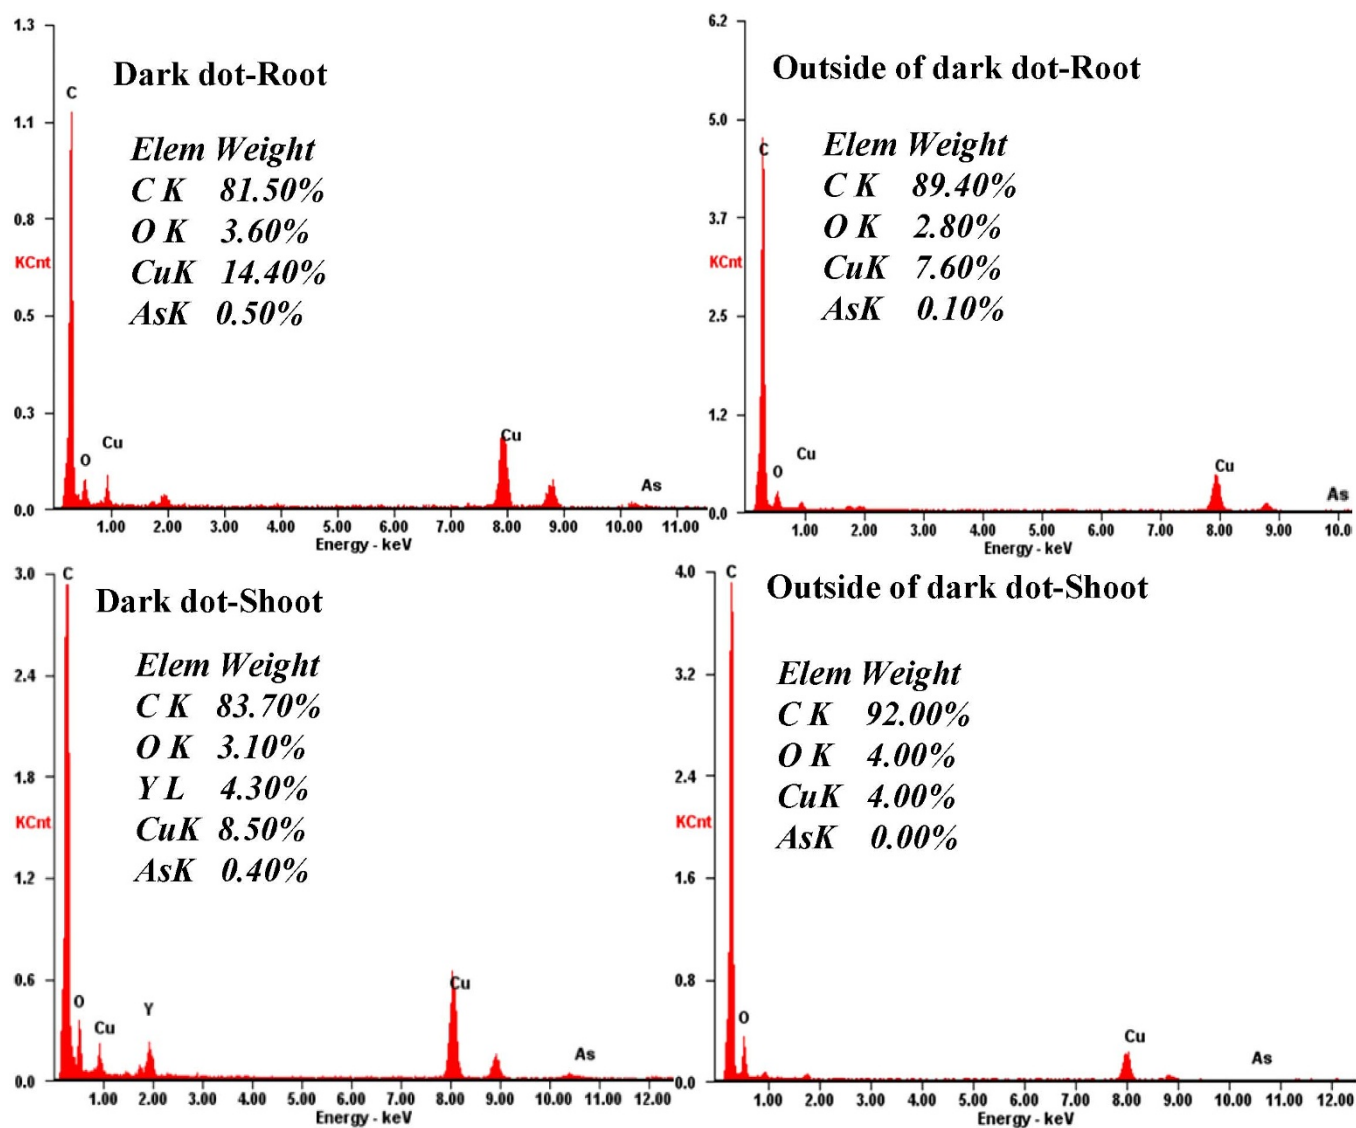 1.3
Dark dot-Root
C
1.1
Elem Weight
C K 81.50%
O K 3.60%
CuK 14.40%
AsK 0.50%
0.8
KCnt
0.5
0.3
Cu
O
Cu
As
0.0
1.00 2.00 3.00 4.00 5.00 6.00 7.00 8.00 9.00 10.00 11.00
Energy - keV
6.2
Outside of dark dot-Root
5.0
C
Elem Weight
C K 89.40%
O K 2.80%
CuK 7.60%
AsK 0.10%
3.7
KCnt
2.5
1.2
Cu
O
Cu
As
0.0
1.00 2.00 3.00 4.00 5.00 6.00 7.00 8.00 9.00 10.0
Energy - keV
3.0
C
Dark dot-Shoot
2.4
Elem Weight
C K 83.70%
O K 3.10%
Y L 4.30%
CuK 8.50%
AsK 0.40%
1.8
KCnt
1.2
0.6
O
Cu
Y
Cu
As
0.0
1.00 2.00 3.00 4.00 5.00 6.00 7.00 8.00 9.00 10.00 11.00 12.00
Energy - keV
4.0
C
Outside of dark dot-Shoot
3.2
Elem Weight
C K 92.00%
O K 4.00%
CuK 4.00%
AsK 0.00%
2.4
KCnt
1.6
0.8
O
Cu
As
0.0
1.00 2.00 3.00 4.00 5.00 6.00 7.00 8.00 9.00 10.00 11.00 12.00
Energy - keV